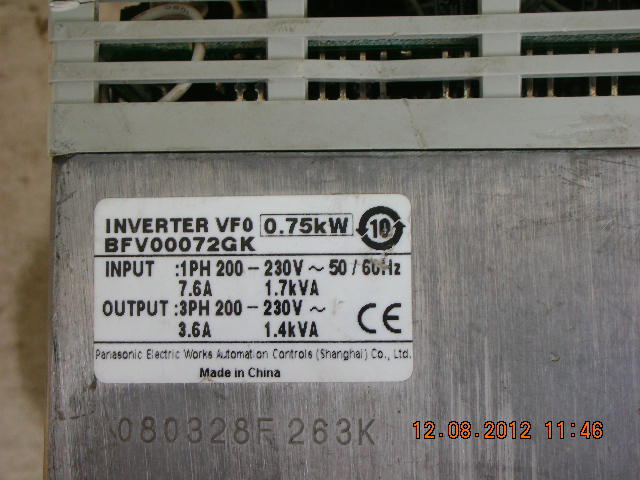 INVERTER VF0 0.75kW 10
BFV00072GK
INPUT :1PH 200-230V~50/60Hz
7.6A 1.7kVA
OUTPUT :3PH 200-230V~
3.6A 1.4kVA CE
Panasonic Electric Works Automation Controls (Shanghai) Co., Ltd.
Made in China
080328F 263K
12.08.2012 11:46